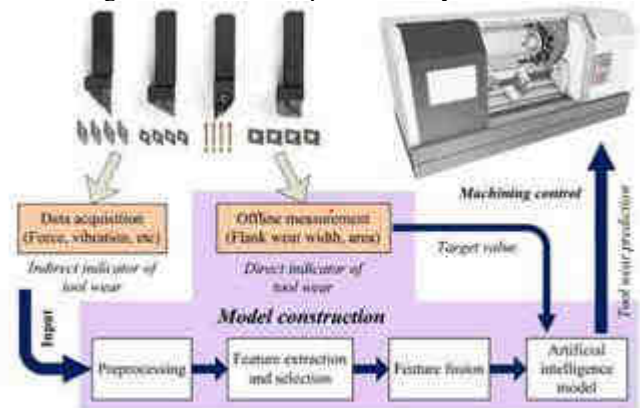 Machining control
Data acquisition
(Force, vibration, etc)
Offline measurement
(Flank wear width, area)
Indirect indicator of
tool wear
Direct indicator of
tool wear
Target value
Tool wear prediction
Input
Model construction
Preprocessing
Feature extraction
and selection
Feature fusion
Artificial
intelligence
model